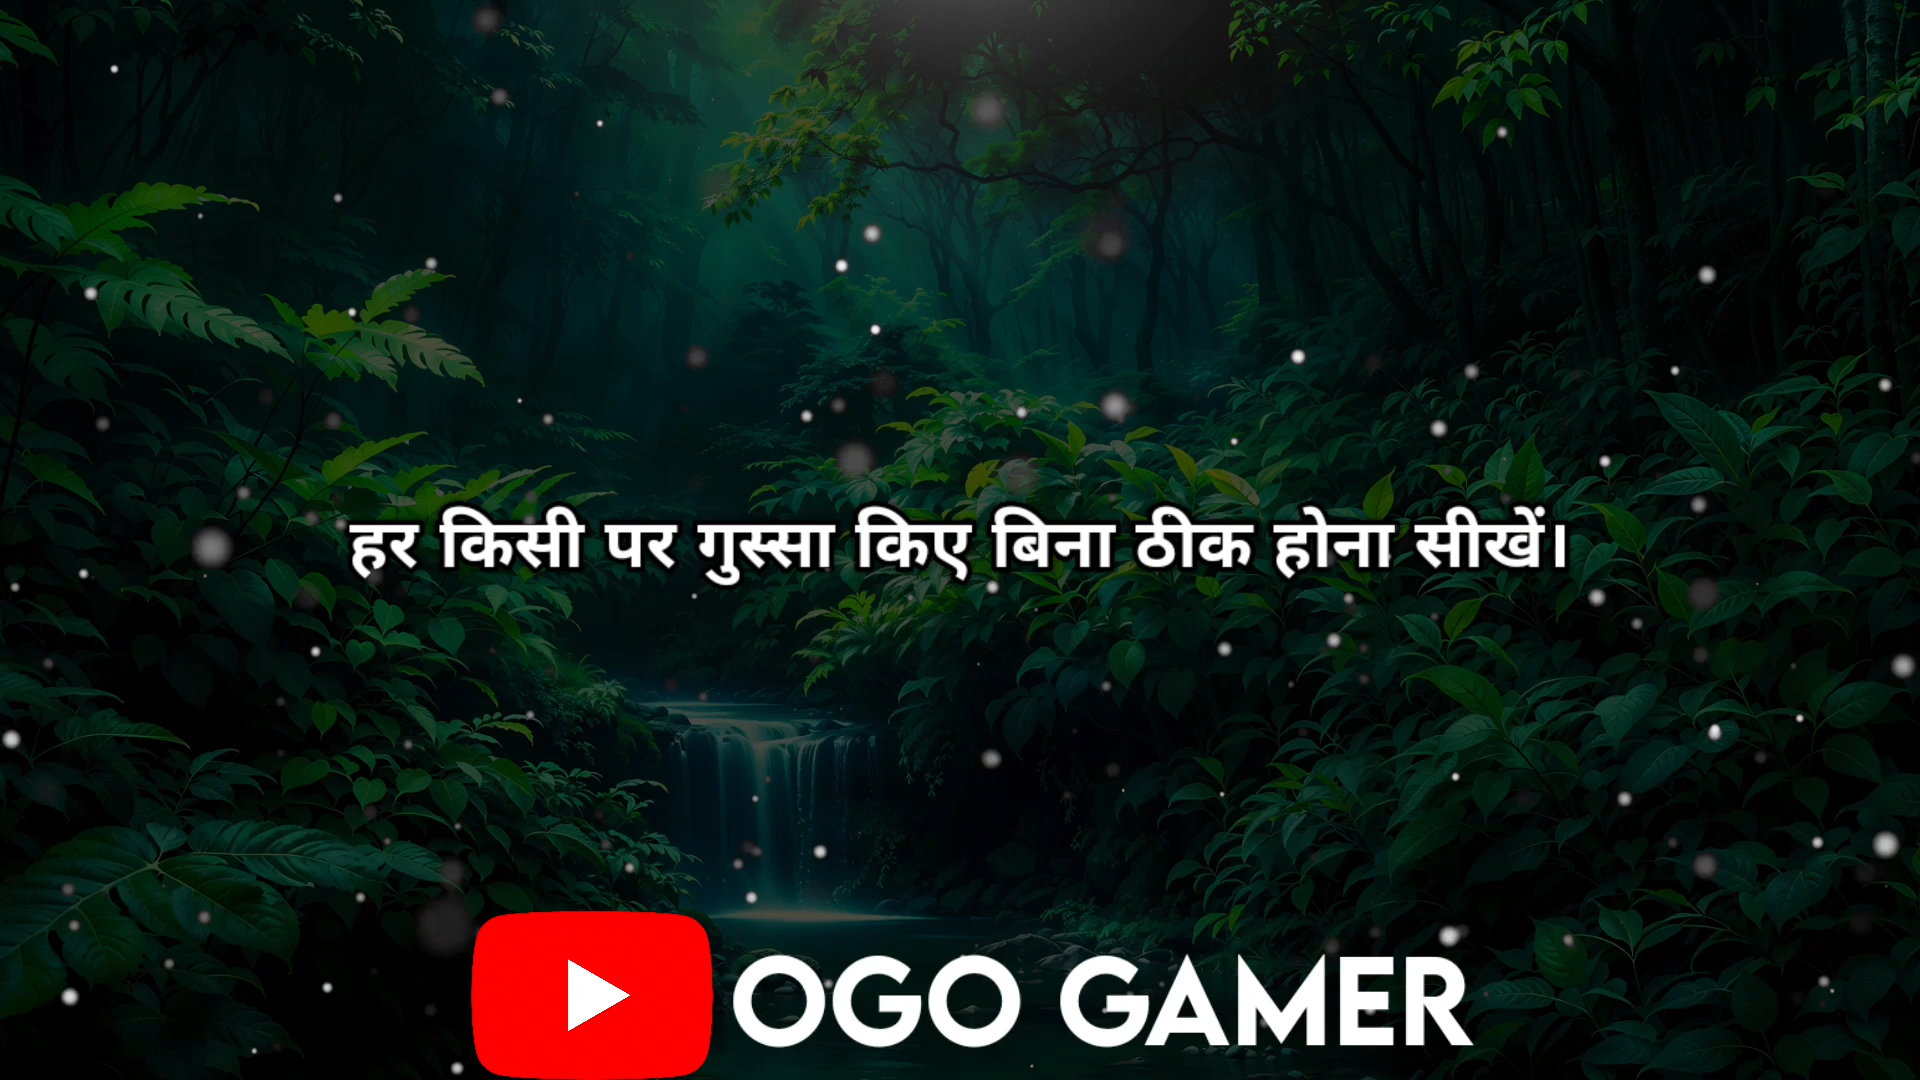 हर किसी पर गुस्सा किए बिना ठीक होना सीखें।
OGO GAMER